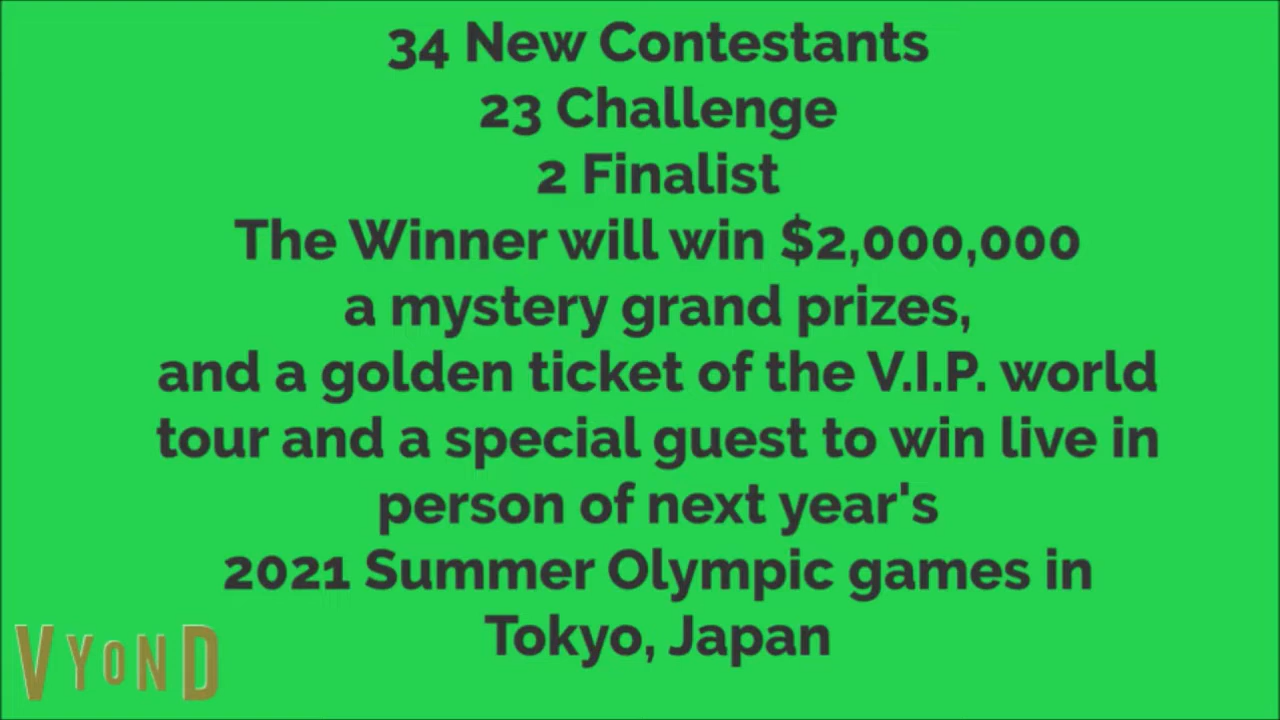 34 New Contestants
23 Challenge
2 Finalist
The Winner will win $2,000,000
a mystery grand prizes,
and a golden ticket of the V.I.P. world
tour and a special guest to win live in
person of next year's
2021 Summer Olympic games in
Tokyo, Japan
VYOND